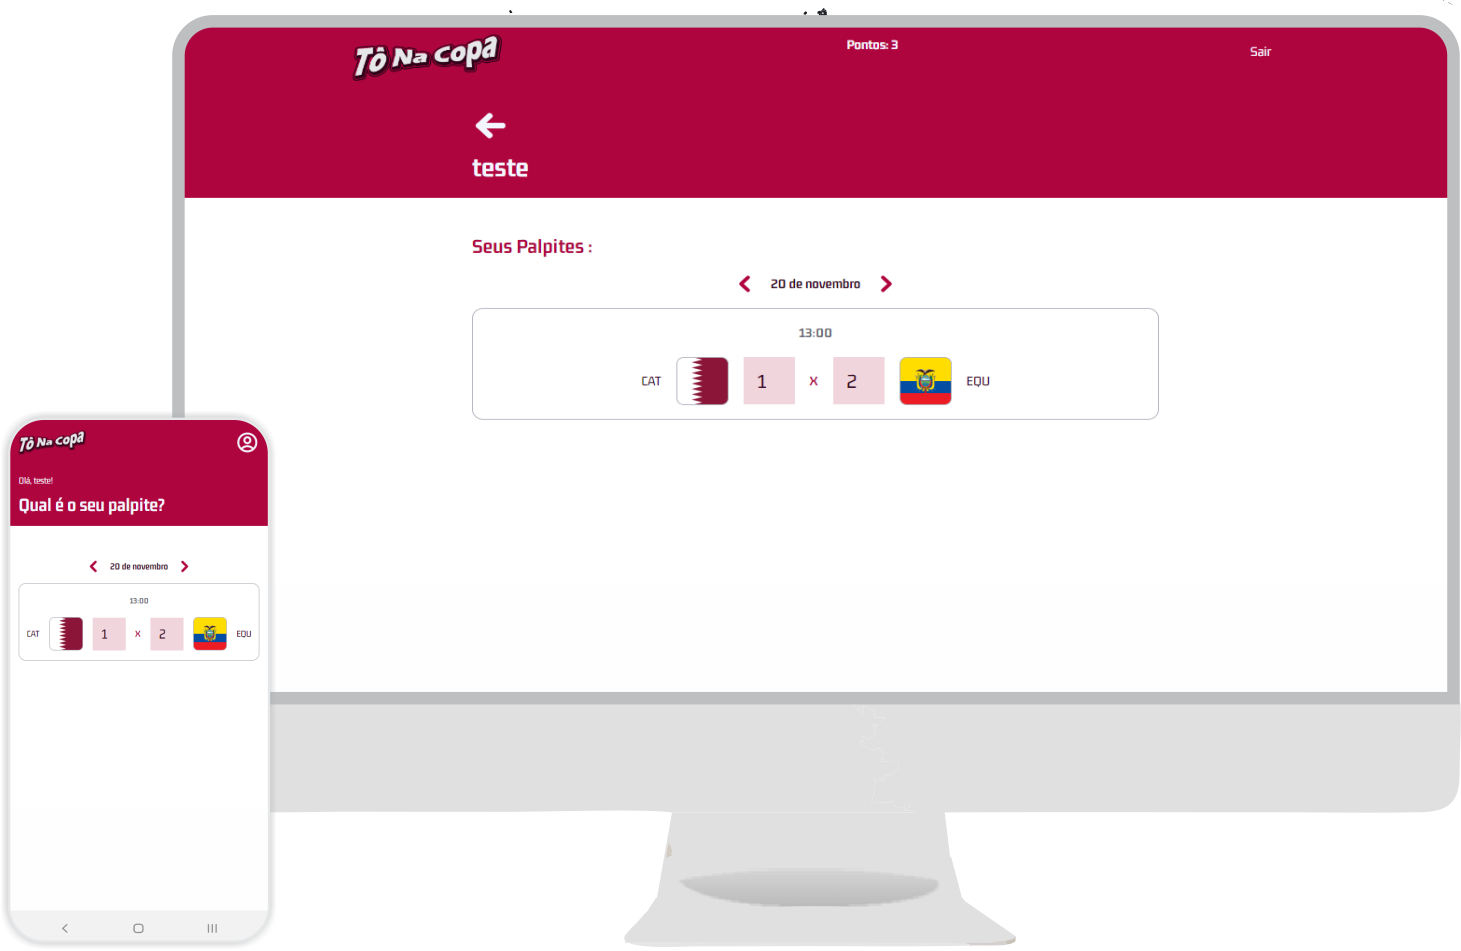 Tô Na Copa
Pontos: 3
Sair
teste
Seus Palpites :
20 de novembro
13:00
CAT 1 x 2 EQU
Tô Na Copa
Olá, teste!
Qual é o seu palpite?
20 de novembro
13:00
CAT 1 x 2 EQU